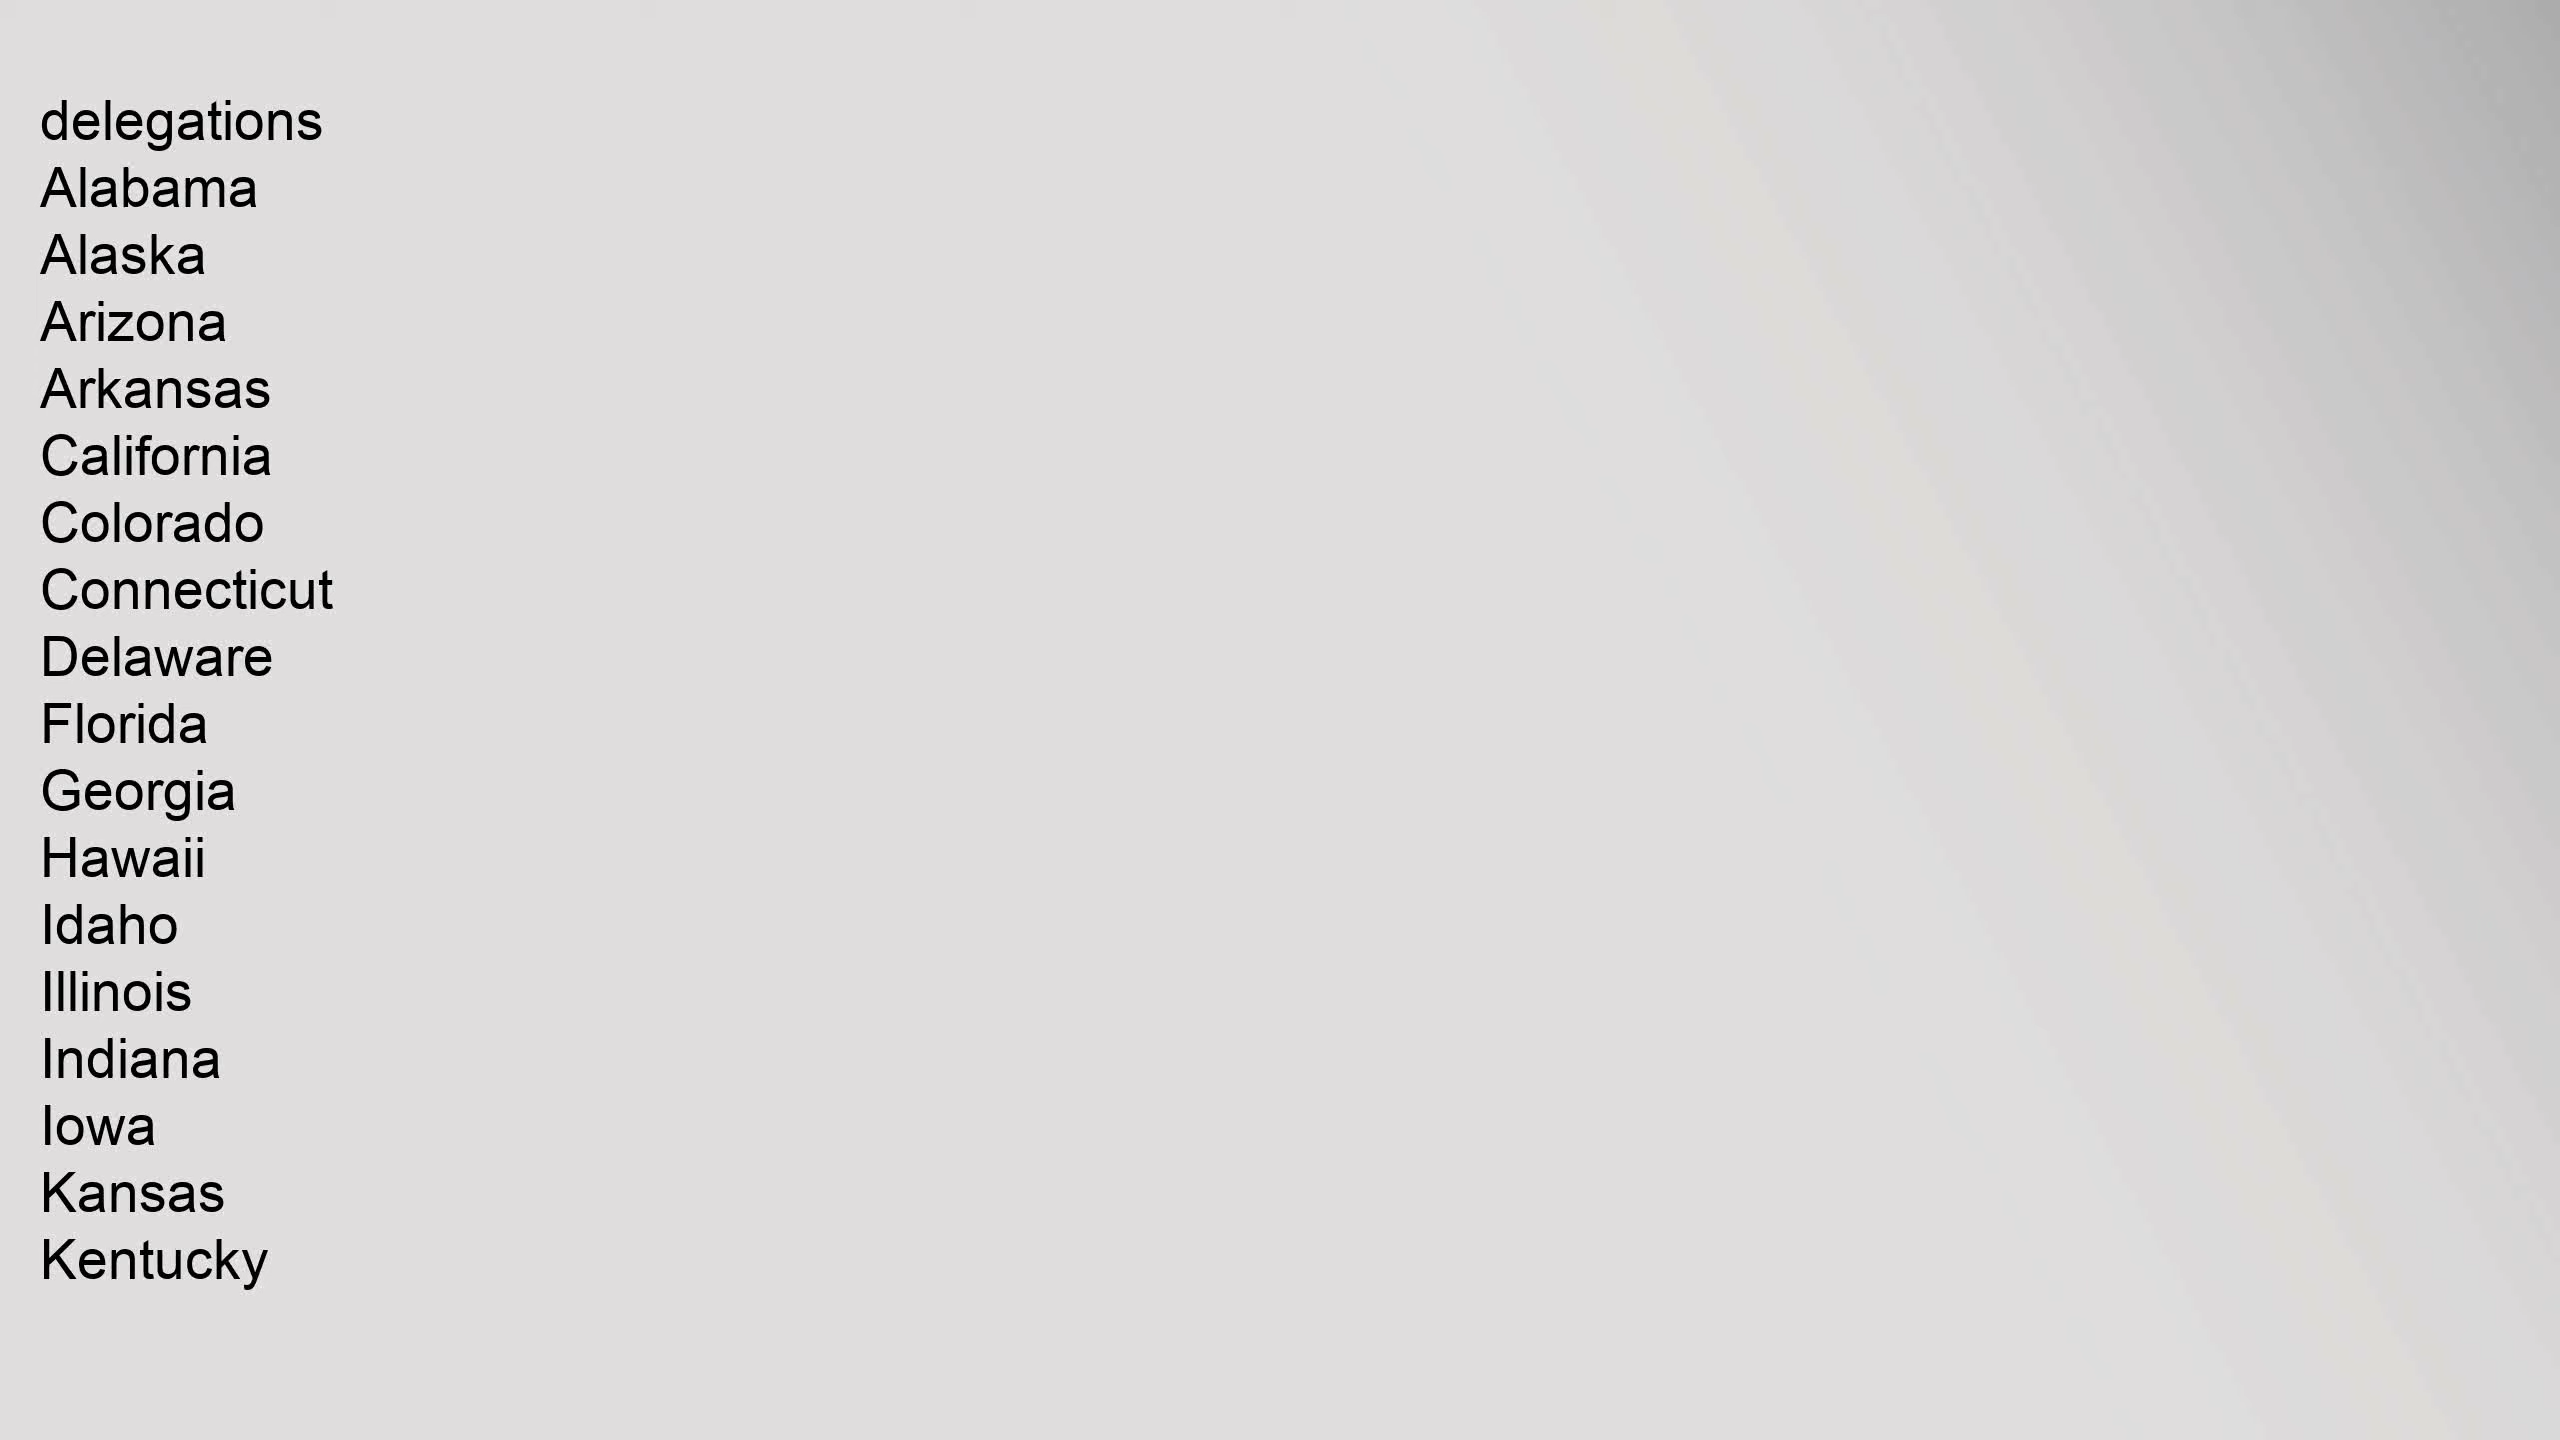 delegations
Alabama
Alaska
Arizona
Arkansas
California
Colorado
Connecticut
Delaware
Florida
Georgia
Hawaii
Idaho
Illinois
Indiana
Iowa
Kansas
Kentucky